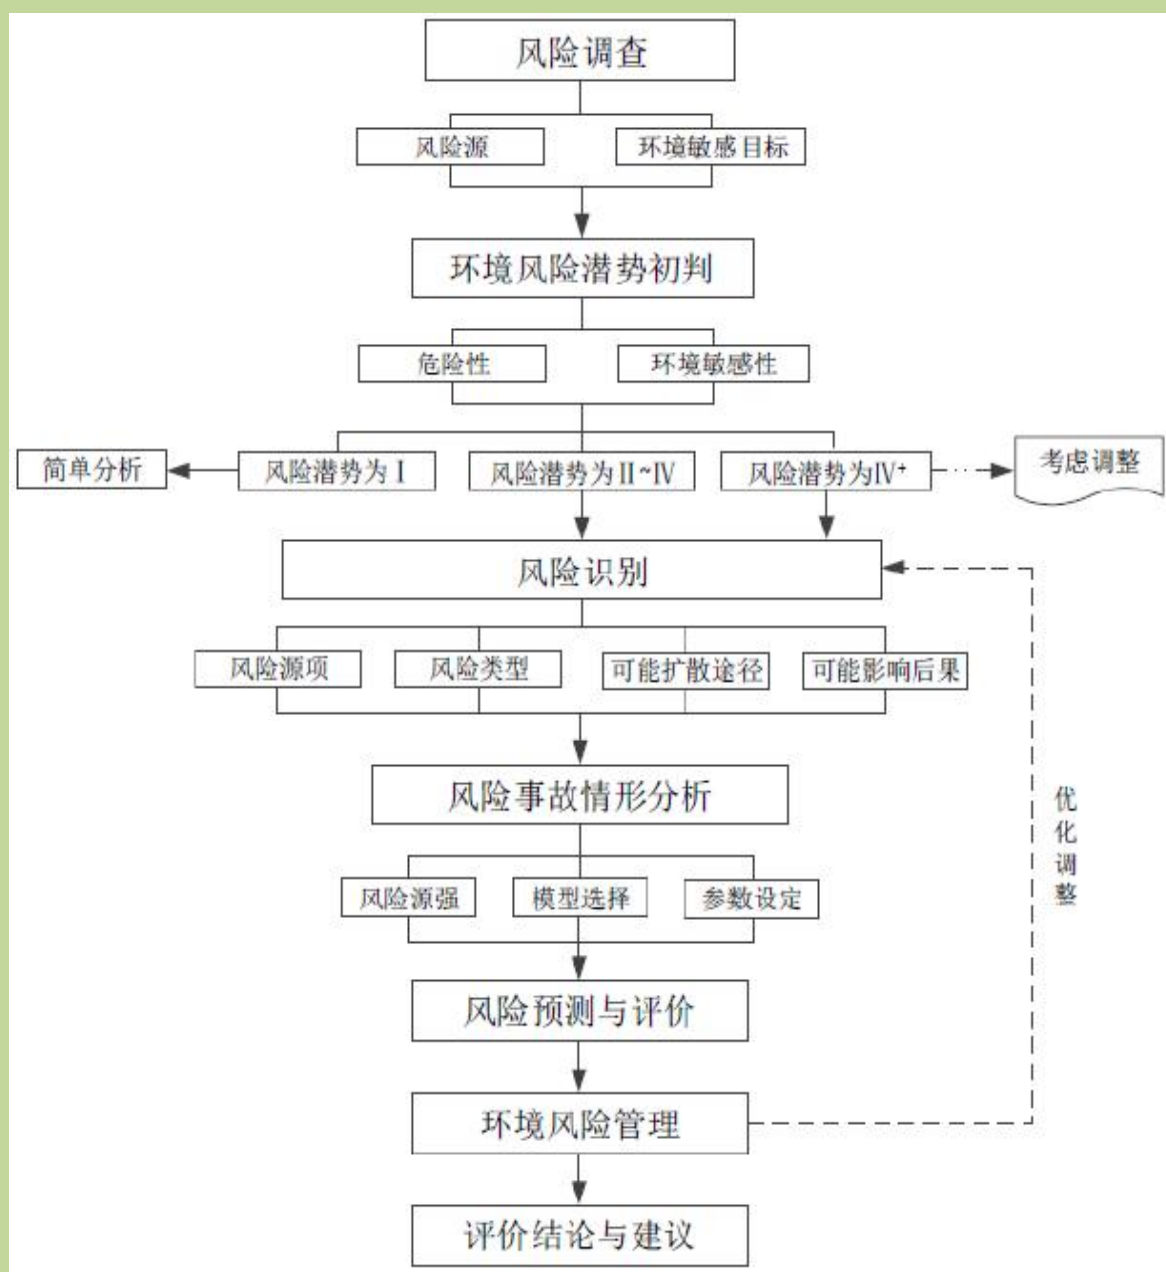 风险调查
风险源
环境敏感目标
环境风险潜势初判
危险性
环境敏感性
简单分析
风险潜势为Ⅰ
风险潜势为Ⅱ~Ⅳ
风险潜势为Ⅳ⁺
考虑调整
风险识别
风险源项
风险类型
可能扩散途径
可能影响后果
风险事故情形分析
优化调整
风险源强
模型选择
参数设定
风险预测与评价
环境风险管理
评价结论与建议